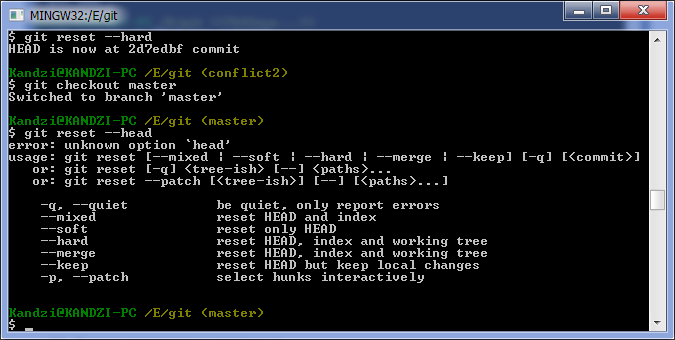 MINGW32:/E/git
$ git reset --hard
HEAD is now at 2d7edbf commit
Kandzi@KANDZI-PC /E/git (conflict2)
$ git checkout master
Switched to branch 'master'
Kandzi@KANDZI-PC /E/git (master)
$ git reset --head
error: unknown option `head'
usage: git reset [--mixed | --soft | --hard | --merge | --keep] [-q] [<commit>]
   or: git reset [-q] <tree-ish> [--] <paths>...
   or: git reset --patch [<tree-ish>] [--] [<paths>...]
    -q, --quiet           be quiet, only report errors
    --mixed               reset HEAD and index
    --soft                reset only HEAD
    --hard                reset HEAD, index and working tree
    --merge               reset HEAD, index and working tree
    --keep                reset HEAD but keep local changes
    -p, --patch           select hunks interactively
Kandzi@KANDZI-PC /E/git (master)
$ _